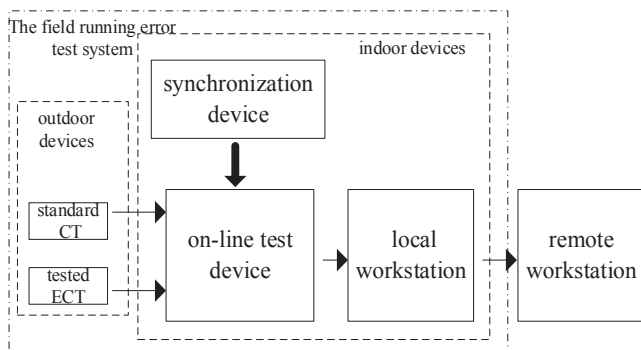 The field running error
test system
indoor devices
synchronization
device
outdoor
devices
standard
CT
on-line test
device
local
workstation
remote
workstation
tested
ECT